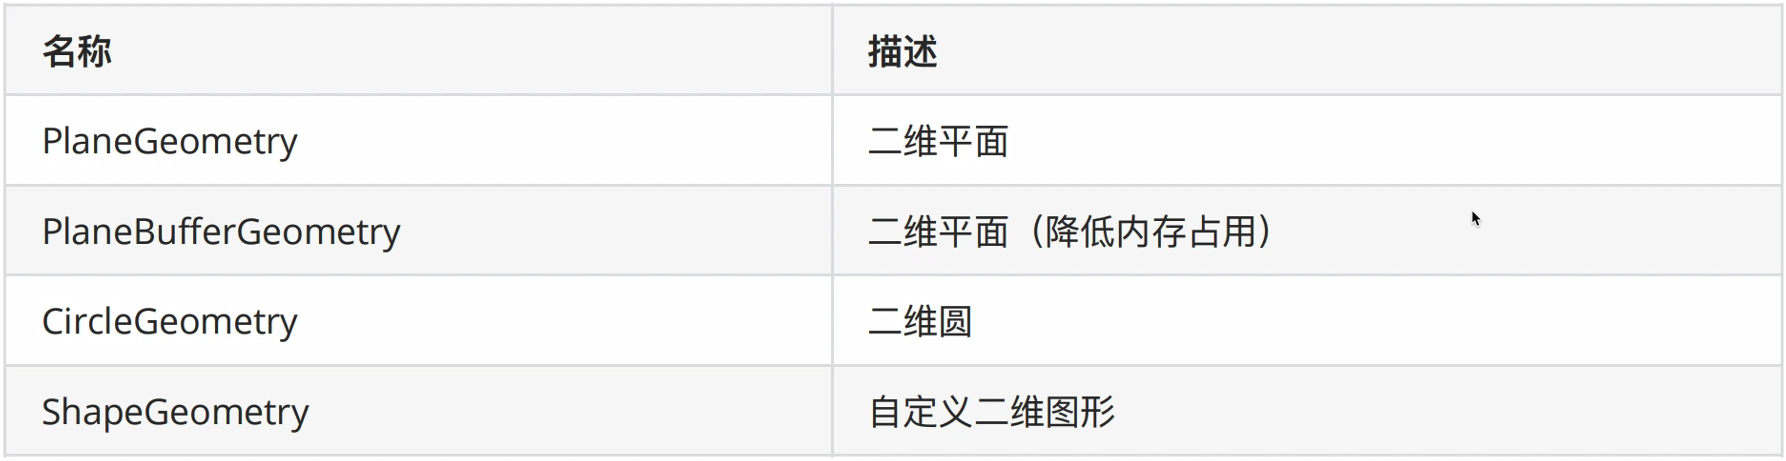 名称 描述
PlaneGeometry 二维平面
PlaneBufferGeometry 二维平面（降低内存占用）
CircleGeometry 二维圆
ShapeGeometry 自定义二维图形